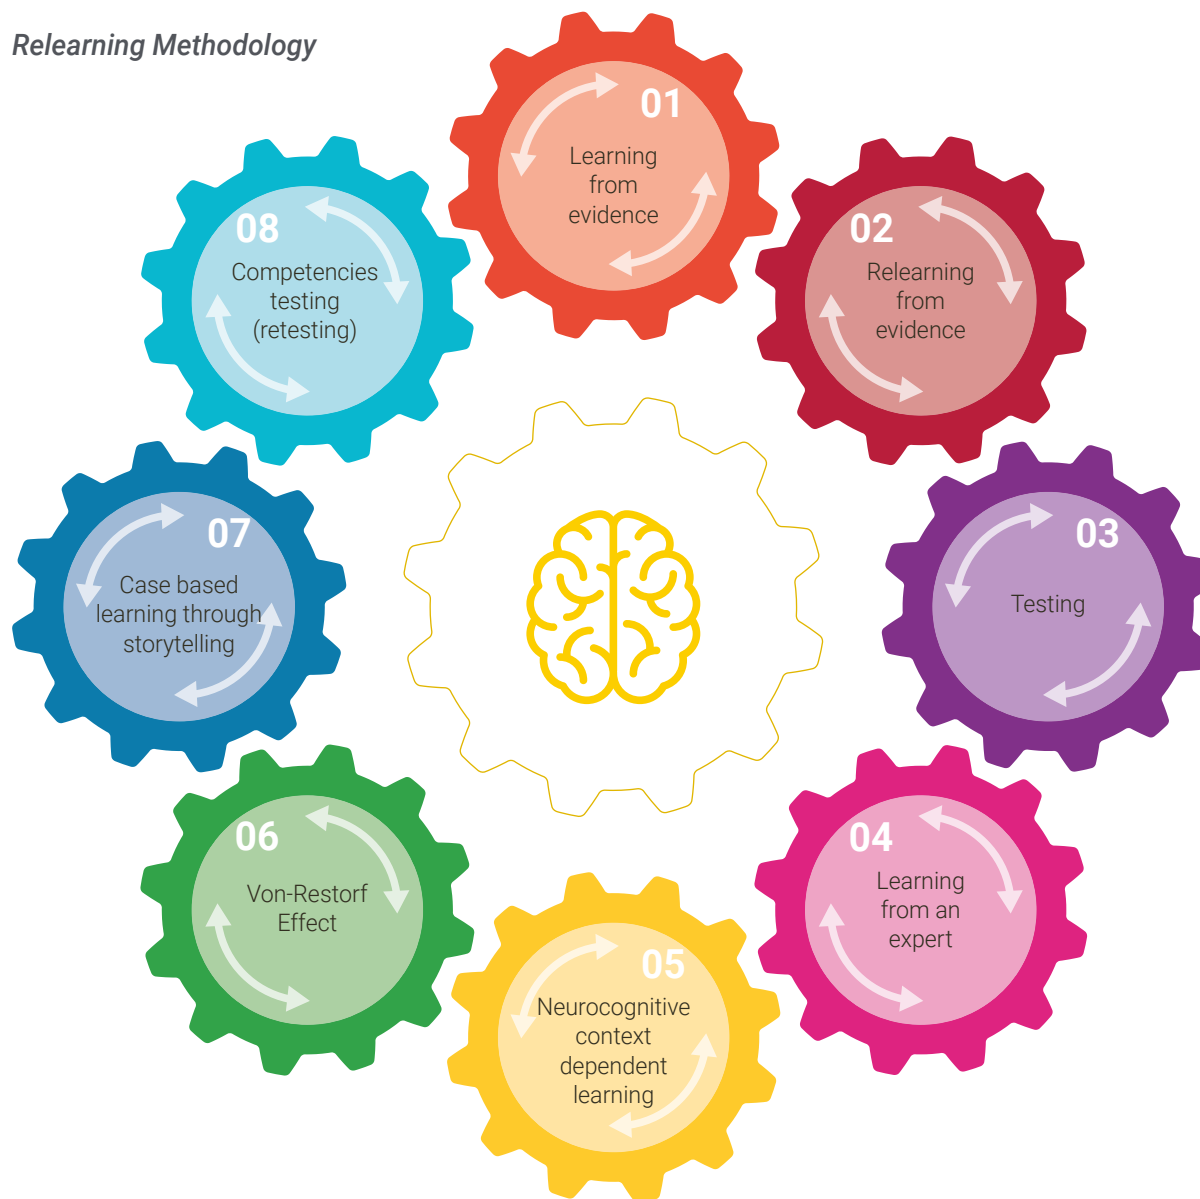 Relearning Methodology
01
Learning
from
evidence
02
Relearning
from
evidence
03
Testing
04
Learning
from an
expert
05
Neurocognitive
context
dependent
learning
06
Von-Restorf
Effect
07
Case based
learning through
storytelling
08
Competencies
testing
(retesting)